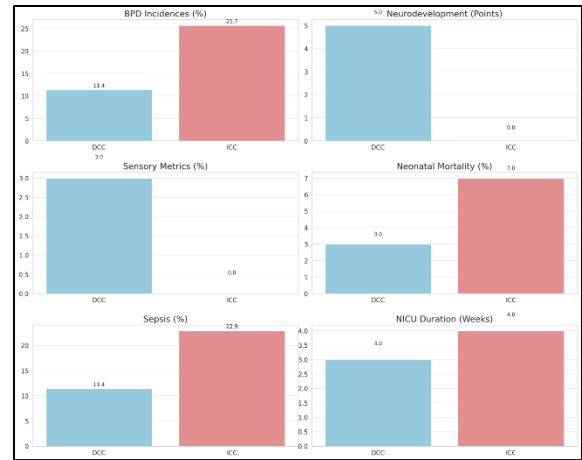 BPD Incidences (%)
25
20
15
10
5
0
11.4
25.7
DCC
ICC
Neurodevelopment (Points)
5
4
3
2
1
0
5.0
0.0
DCC
ICC
Sensory Metrics (%)
3.0
2.5
2.0
1.5
1.0
0.5
0.0
3.0
0.0
DCC
ICC
Neonatal Mortality (%)
7
6
5
4
3
2
1
0
3.0
7.0
DCC
ICC
Sepsis (%)
20
15
10
5
0
11.4
22.9
DCC
ICC
NICU Duration (Weeks)
4.0
3.5
3.0
2.5
2.0
1.5
1.0
0.5
0.0
3.0
4.0
DCC
ICC